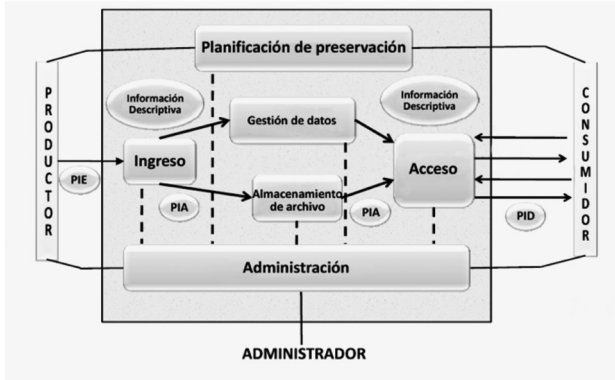 Planificación de preservación
PRODUCTOR
Información
Descriptiva
Información
Descriptiva
CONSUMIDOR
Gestión de datos
Ingreso
Acceso
PIE
Almacenamiento
de archivo
PIA
PIA
PID
Administración
ADMINISTRADOR